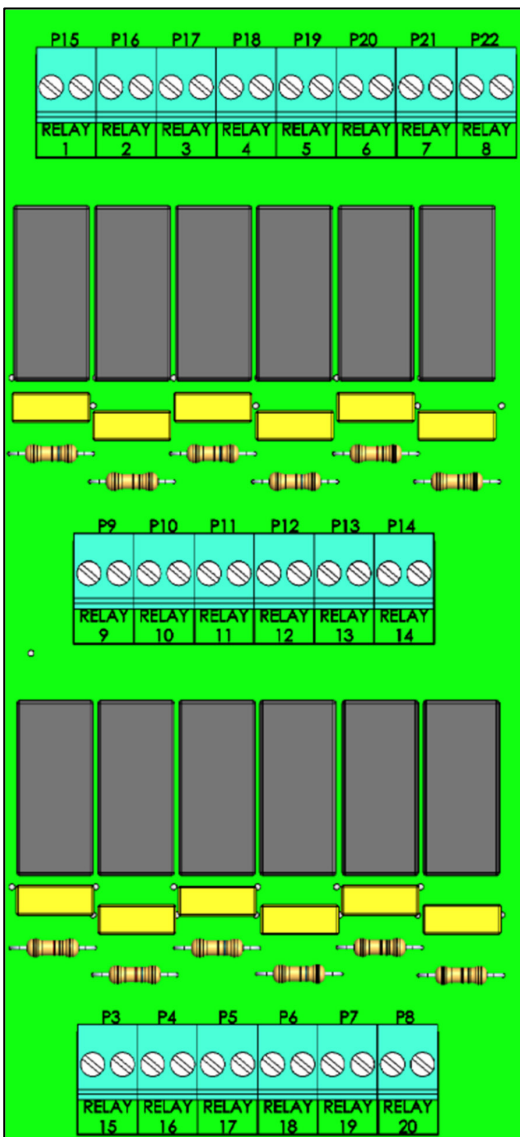 P15 P16 P17 P18 P19 P20 P21 P22
RELAY RELAY RELAY RELAY RELAY RELAY RELAY RELAY
1 2 3 4 5 6 7 8
P9 P10 P11 P12 P13 P14
RELAY RELAY RELAY RELAY RELAY RELAY
9 10 11 12 13 14
P3 P4 P5 P6 P7 P8
RELAY RELAY RELAY RELAY RELAY RELAY
15 16 17 18 19 20